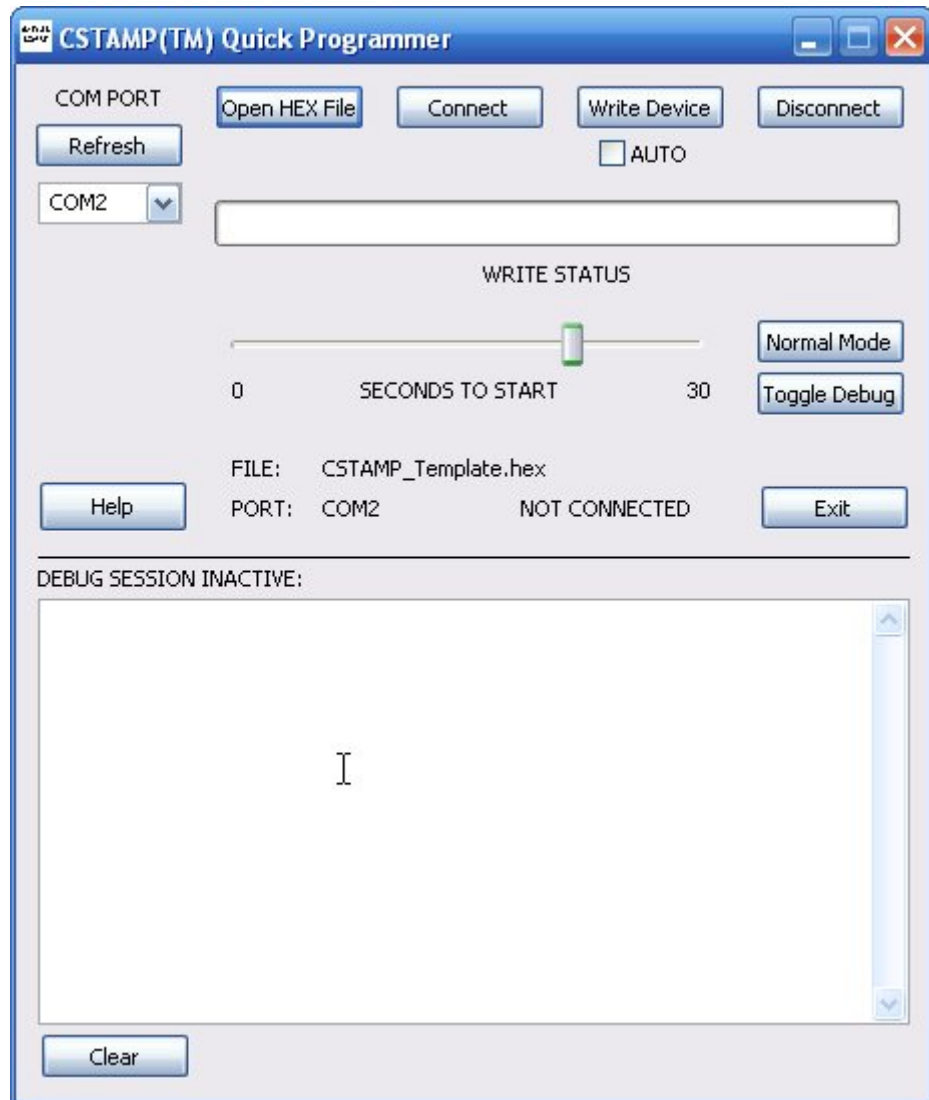 CSTAMP(TM) Quick Programmer
COM PORT
Open HEX File Connect Write Device Disconnect
Refresh
AUTO
COM2
WRITE STATUS
Normal Mode
0 SECONDS TO START 30
Toggle Debug
FILE: CSTAMP_Template.hex
Help PORT: COM2 NOT CONNECTED Exit
DEBUG SESSION INACTIVE:
Clear